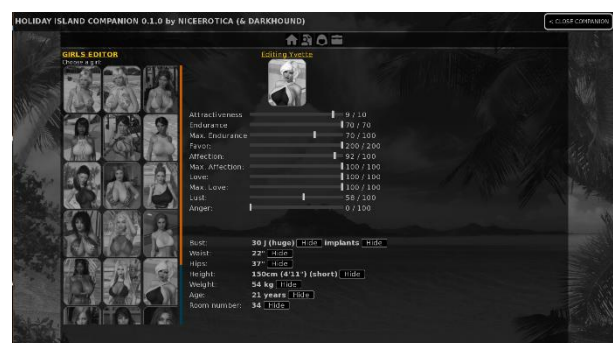 HOLIDAY ISLAND COMPANION 0.1.0 by NICEEROTICA (& DARKHOUND)
< CLOSE COMPANION
GIRLS EDITOR
Choose a girl:
Editing Yvette
Attractiveness 9 / 10
Endurance 70 / 70
Max. Endurance 70 / 100
Favor: 200 / 200
Affection: 92 / 100
Max. Affection: 100 / 100
Love: 100 / 100
Max. Love: 100 / 100
Lust: 58 / 100
Anger: 0 / 100
Bust: 30 J (huge) Hide implants Hide
Waist: 22" Hide
Hips: 37" Hide
Height: 150cm (4'11") (short) Hide
Weight: 54 kg Hide
Age: 21 years Hide
Room number: 34 Hide